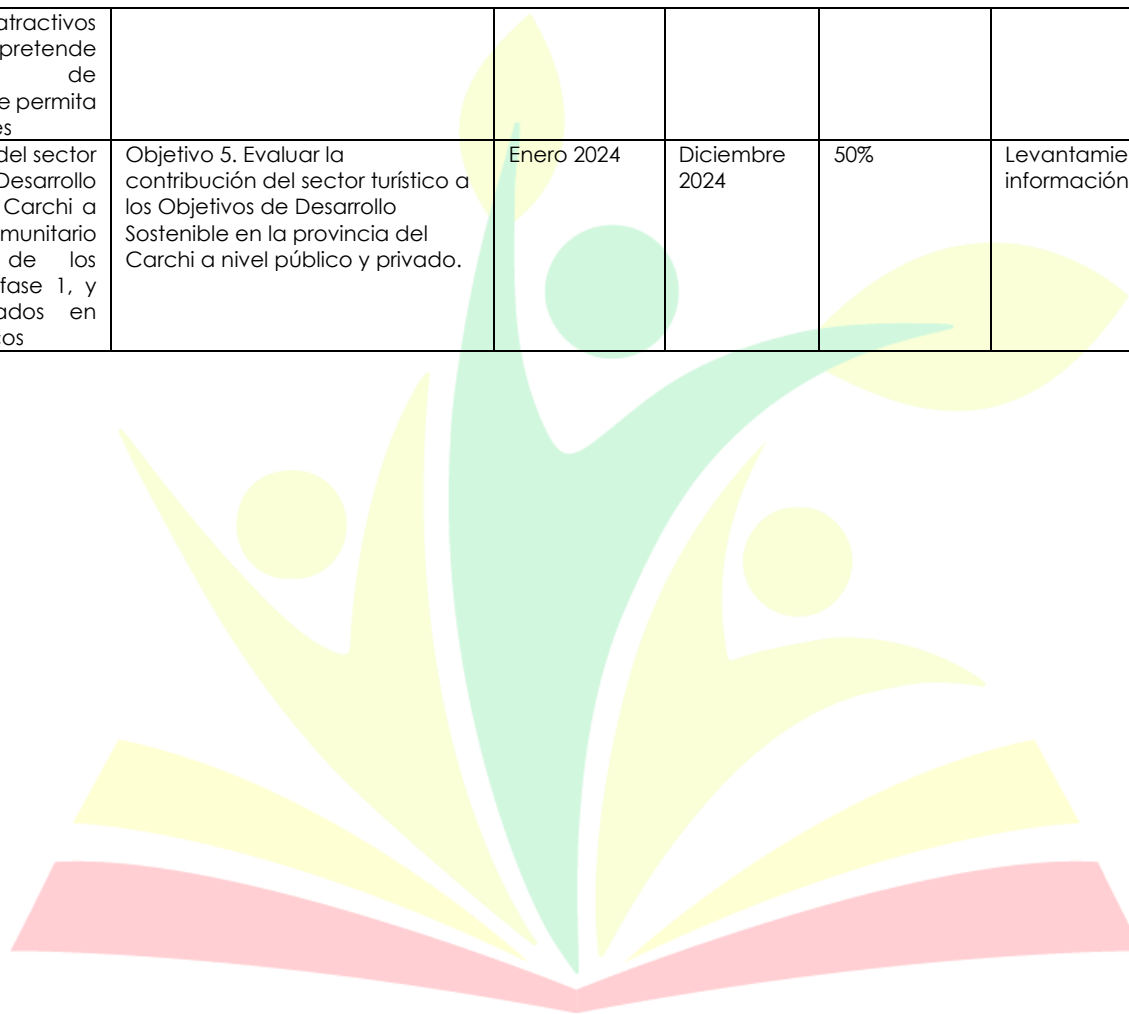 atractivos
pretende
de
e permita
es
del sector
Desarrollo
Carchi a
munitario
de los
fase 1, y
ados en
cos
Objetivo 5. Evaluar la
contribución del sector turístico a
los Objetivos de Desarrollo
Sostenible en la provincia del
Carchi a nivel público y privado.
Enero 2024
Diciembre
2024
50%
Levantamie
información